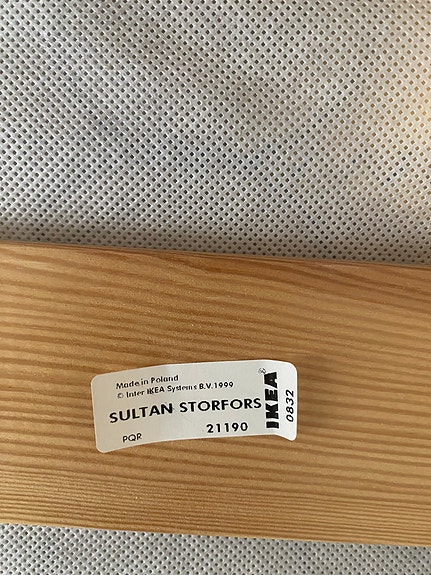 Made in Poland
© Inter IKEA Systems B.V. 1999
SULTAN STORFORS
PQR 21190
IKEA®
0832